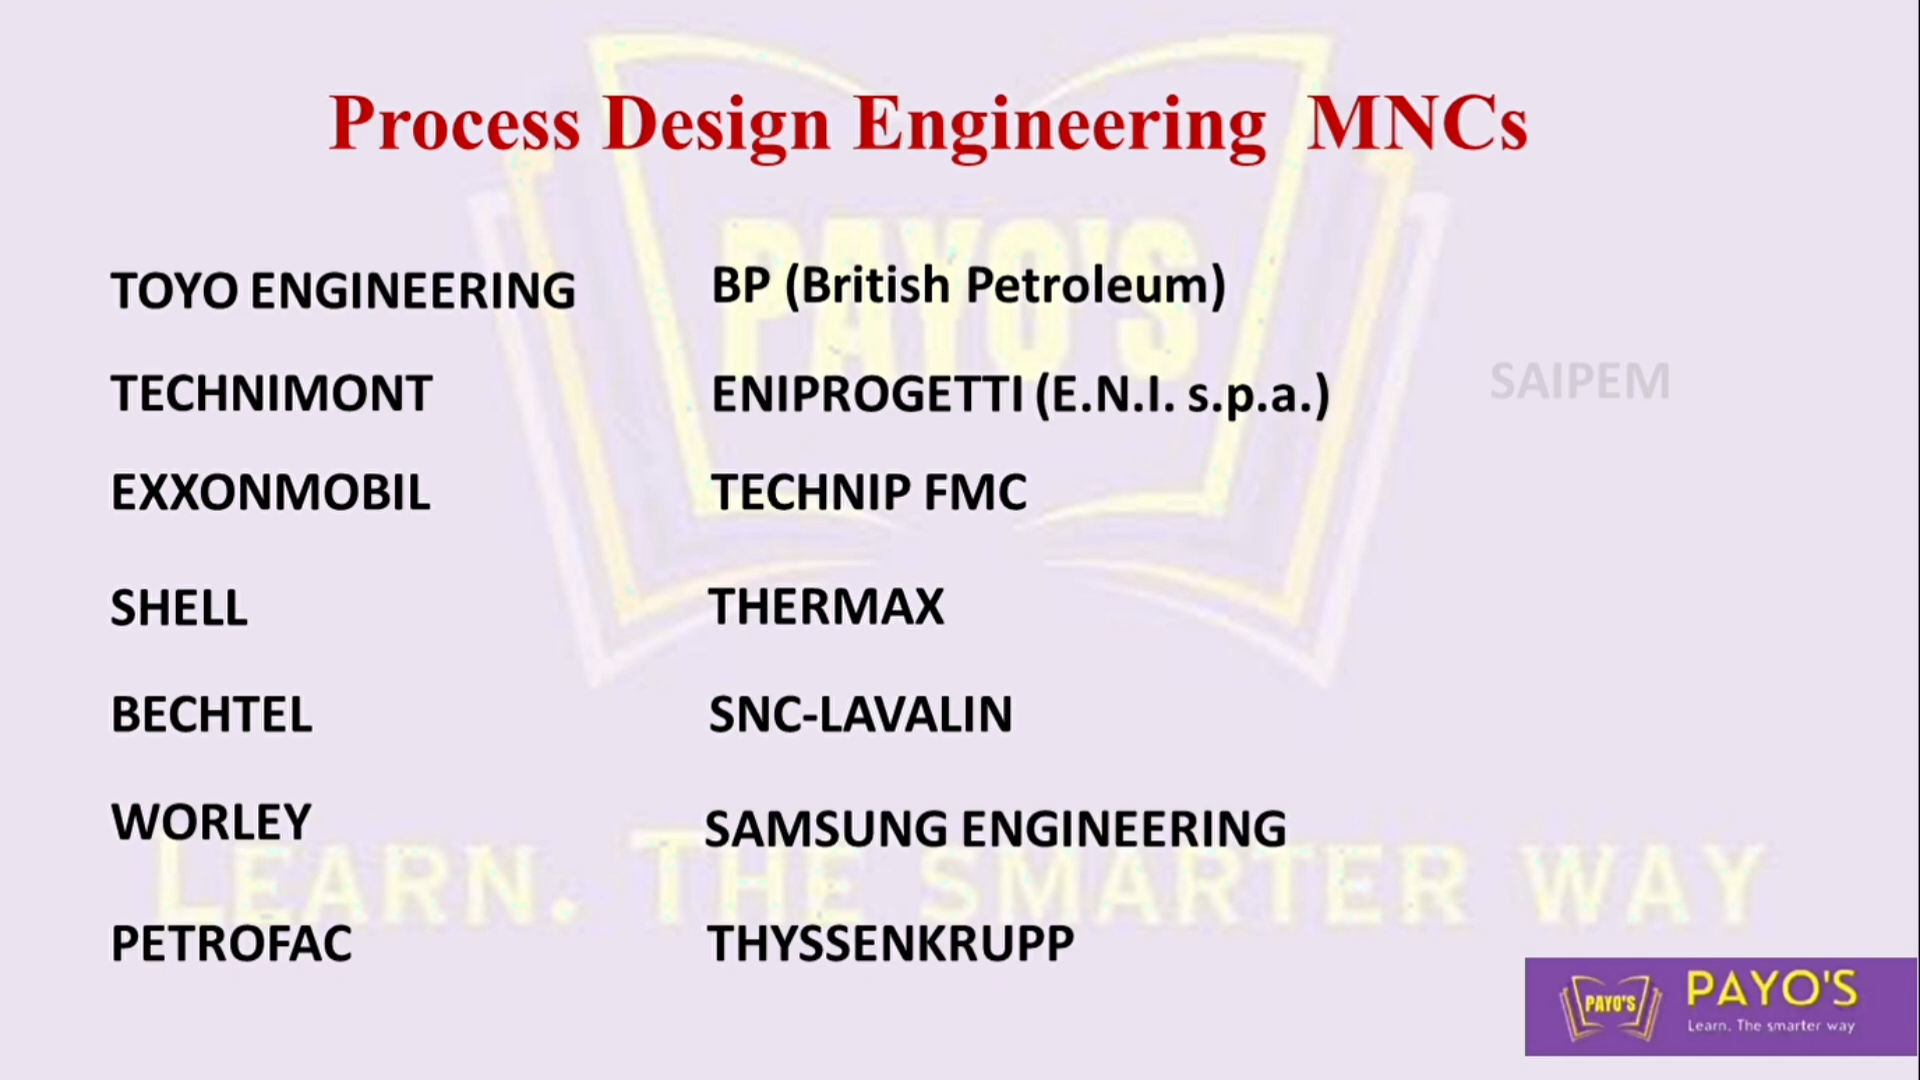 Process Design Engineering MNCs
TOYO ENGINEERING
TECHNIMONT
EXXONMOBIL
SHELL
BECHTEL
WORLEY
PETROFAC
BP (British Petroleum)
ENIPROGETTI (E.N.I. s.p.a.)
TECHNIP FMC
THERMAX
SNC-LAVALIN
SAMSUNG ENGINEERING
THYSSENKRUPP
SAIPEM
PAYO'S
LEARN. THE SMARTER WAY
PAYO'S
PAYO'S
Learn. The smarter way